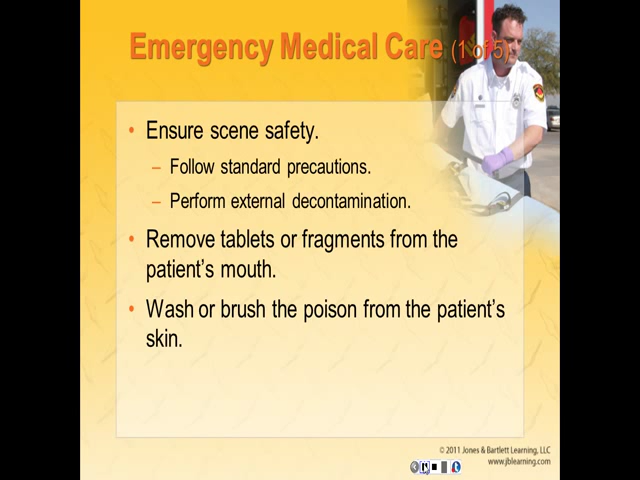 Emergency Medical Care (1 of 5)
• Ensure scene safety.
– Follow standard precautions.
– Perform external decontamination.
• Remove tablets or fragments from the
patient’s mouth.
• Wash or brush the poison from the patient’s
skin.
© 2011 Jones & Bartlett Learning, LLC
www.jblearning.com